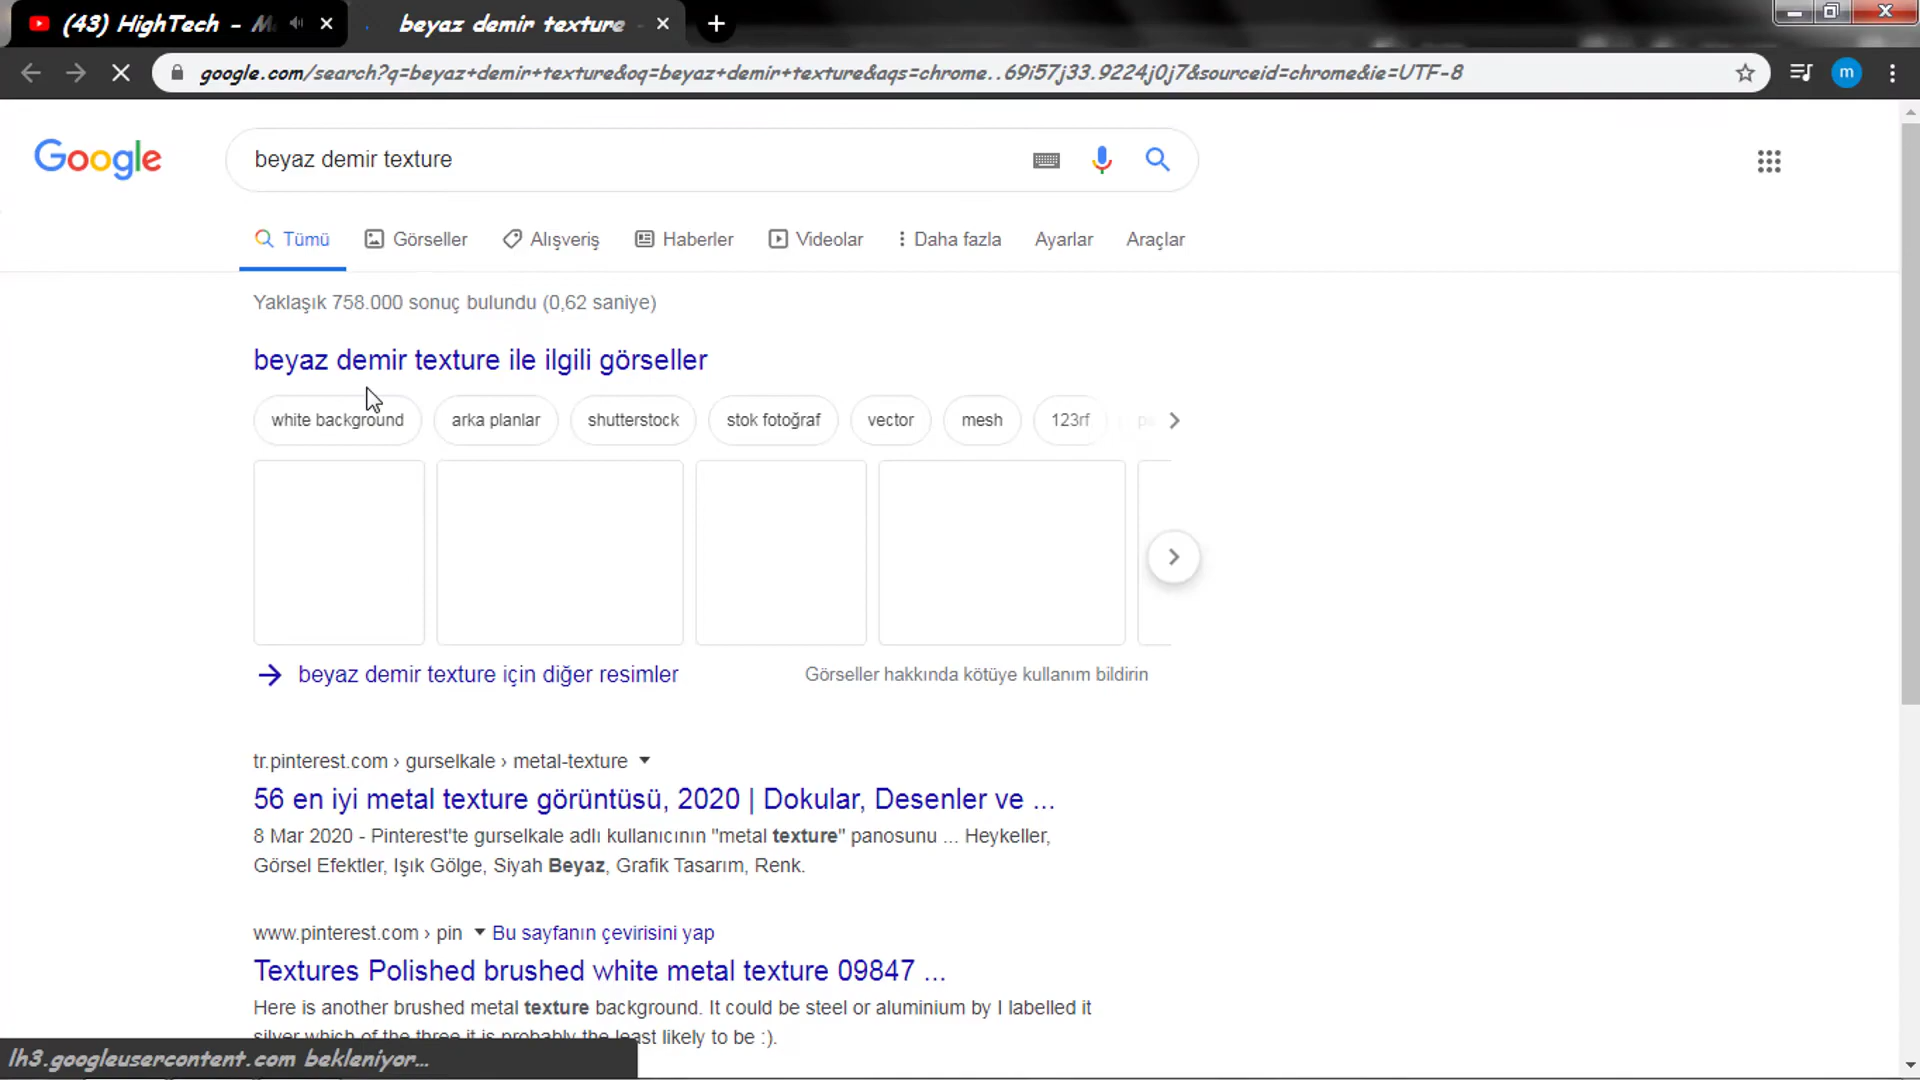 (43) HighTech - M
beyaz demir texture -
google.com/search?q=beyaz+demir+texture&oq=beyaz+demir+texture&aqs=chrome..69i57j33.9224j0j7&sourceid=chrome&ie=UTF-8
m
Google
beyaz demir texture
Tümü
Görseller
Alışveriş
Haberler
Videolar
Daha fazla
Ayarlar
Araçlar
Yaklaşık 758.000 sonuç bulundu (0,62 saniye)
beyaz demir texture ile ilgili görseller
white background
arka planlar
shutterstock
stok fotoğraf
vector
mesh
123rf
beyaz demir texture için diğer resimler
Görseller hakkında kötüye kullanım bildirin
tr.pinterest.com › gurselkale › metal-texture
56 en iyi metal texture görüntüsü, 2020 | Dokular, Desenler ve ...
8 Mar 2020 - Pinterest'te gurselkale adlı kullanıcının "metal texture" panosunu ... Heykeller,
Görsel Efektler, Işık Gölge, Siyah Beyaz, Grafik Tasarım, Renk.
www.pinterest.com › pin
Bu sayfanın çevirisini yap
Textures Polished brushed white metal texture 09847 ...
Here is another brushed metal texture background. It could be steel or aluminium by I labelled it
silver which of the three it is probably the least likely to be :).
lh3.googleusercontent.com bekleniyor...